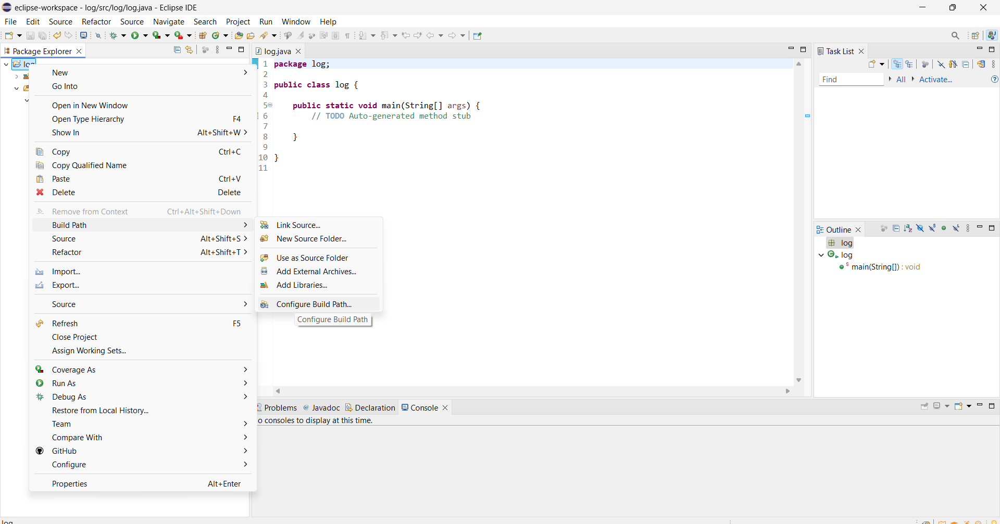 eclipse-workspace - log/src/log/log.java - Eclipse IDE
File Edit Source Refactor Source Navigate Search Project Run Window Help
Package Explorer
log
New
Go Into
Open in New Window
Open Type Hierarchy F4
Show In Alt+Shift+W
Copy Ctrl+C
Copy Qualified Name
Paste Ctrl+V
Delete Delete
Remove from Context Ctrl+Alt+Shift+Down
Build Path
Source Alt+Shift+S
Refactor Alt+Shift+T
Import...
Export...
Source
Refresh F5
Close Project
Assign Working Sets...
Coverage As
Run As
Debug As
Restore from Local History...
Team
Compare With
GitHub
Configure
Properties Alt+Enter
Link Source...
New Source Folder...
Use as Source Folder
Add External Archives...
Add Libraries...
Configure Build Path...
Configure Build Path
log.java
1 package log;
2
3 public class log {
4
5 public static void main(String[] args) {
6 // TODO Auto-generated method stub
7
8 }
9
10 }
11
Problems @ Javadoc Declaration Console
o consoles to display at this time.
Task List
Find All Activate...
Outline
log
log
main(String[]) : void
log